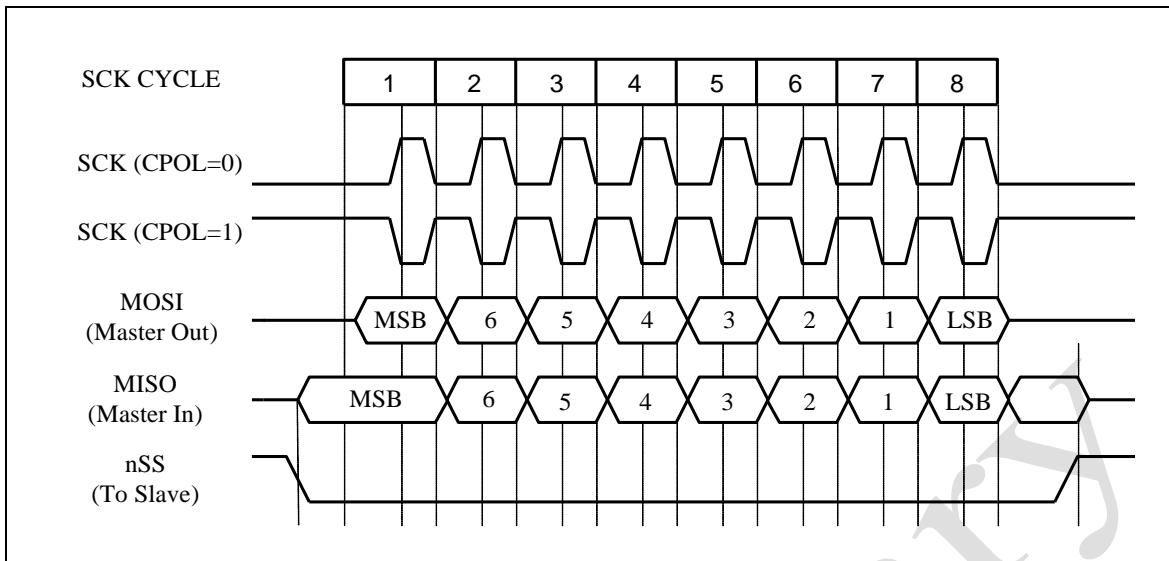 SCK CYCLE 1 2 3 4 5 6 7 8
SCK (CPOL=0)
SCK (CPOL=1)
MOSI
(Master Out)
MSB 6 5 4 3 2 1 LSB
MISO
(Master In)
MSB 6 5 4 3 2 1 LSB
nSS
(To Slave)